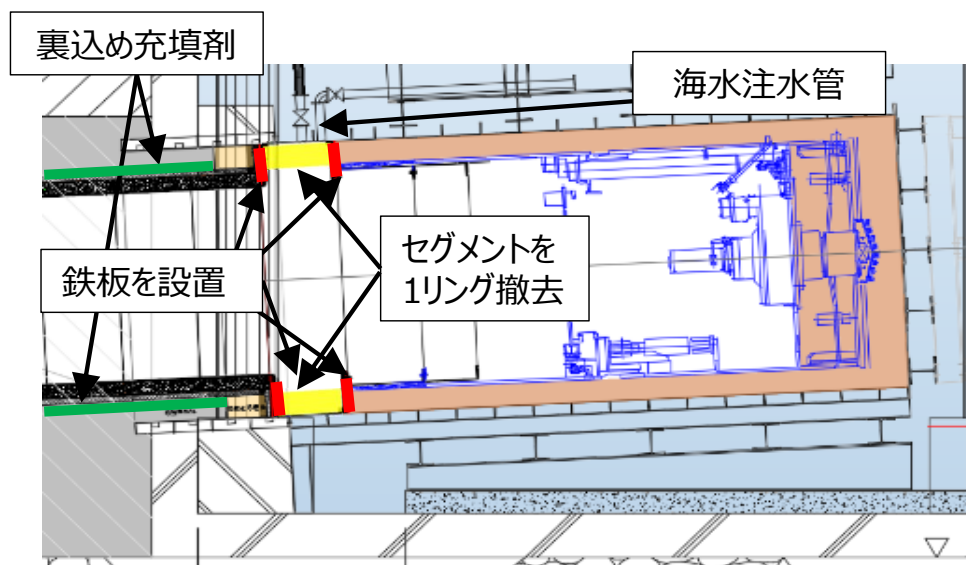 裏込め充填剤
海水注水管
鉄板を設置
セグメントを
1リング撤去